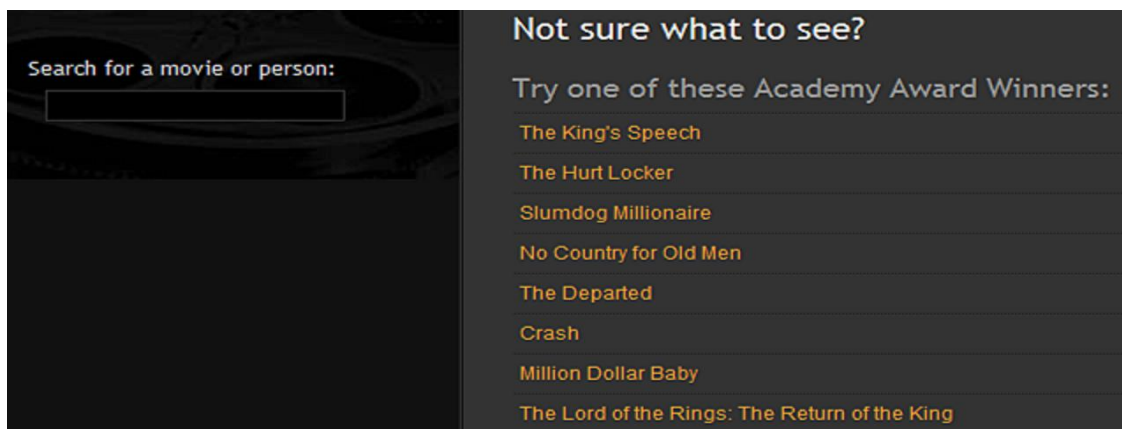 Search for a movie or person:
Not sure what to see?
Try one of these Academy Award Winners:
The King's Speech
The Hurt Locker
Slumdog Millionaire
No Country for Old Men
The Departed
Crash
Million Dollar Baby
The Lord of the Rings: The Return of the King